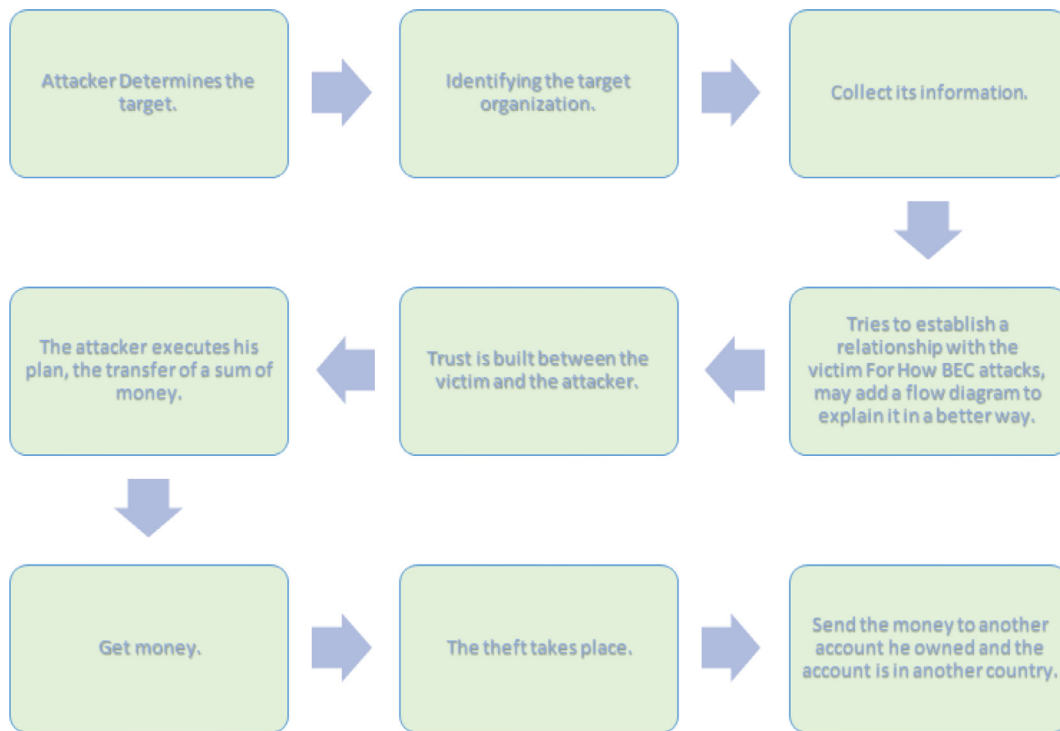 Attacker Determines the
target.
Identifying the target
organization.
Collect its information.
Tries to establish a
relationship with the
victim For How BEC attacks,
may add a flow diagram to
explain it in a better way.
Trust is built between the
victim and the attacker.
The attacker executes his
plan, the transfer of a sum of
money.
Get money.
The theft takes place.
Send the money to another
account he owned and the
account is in another country.